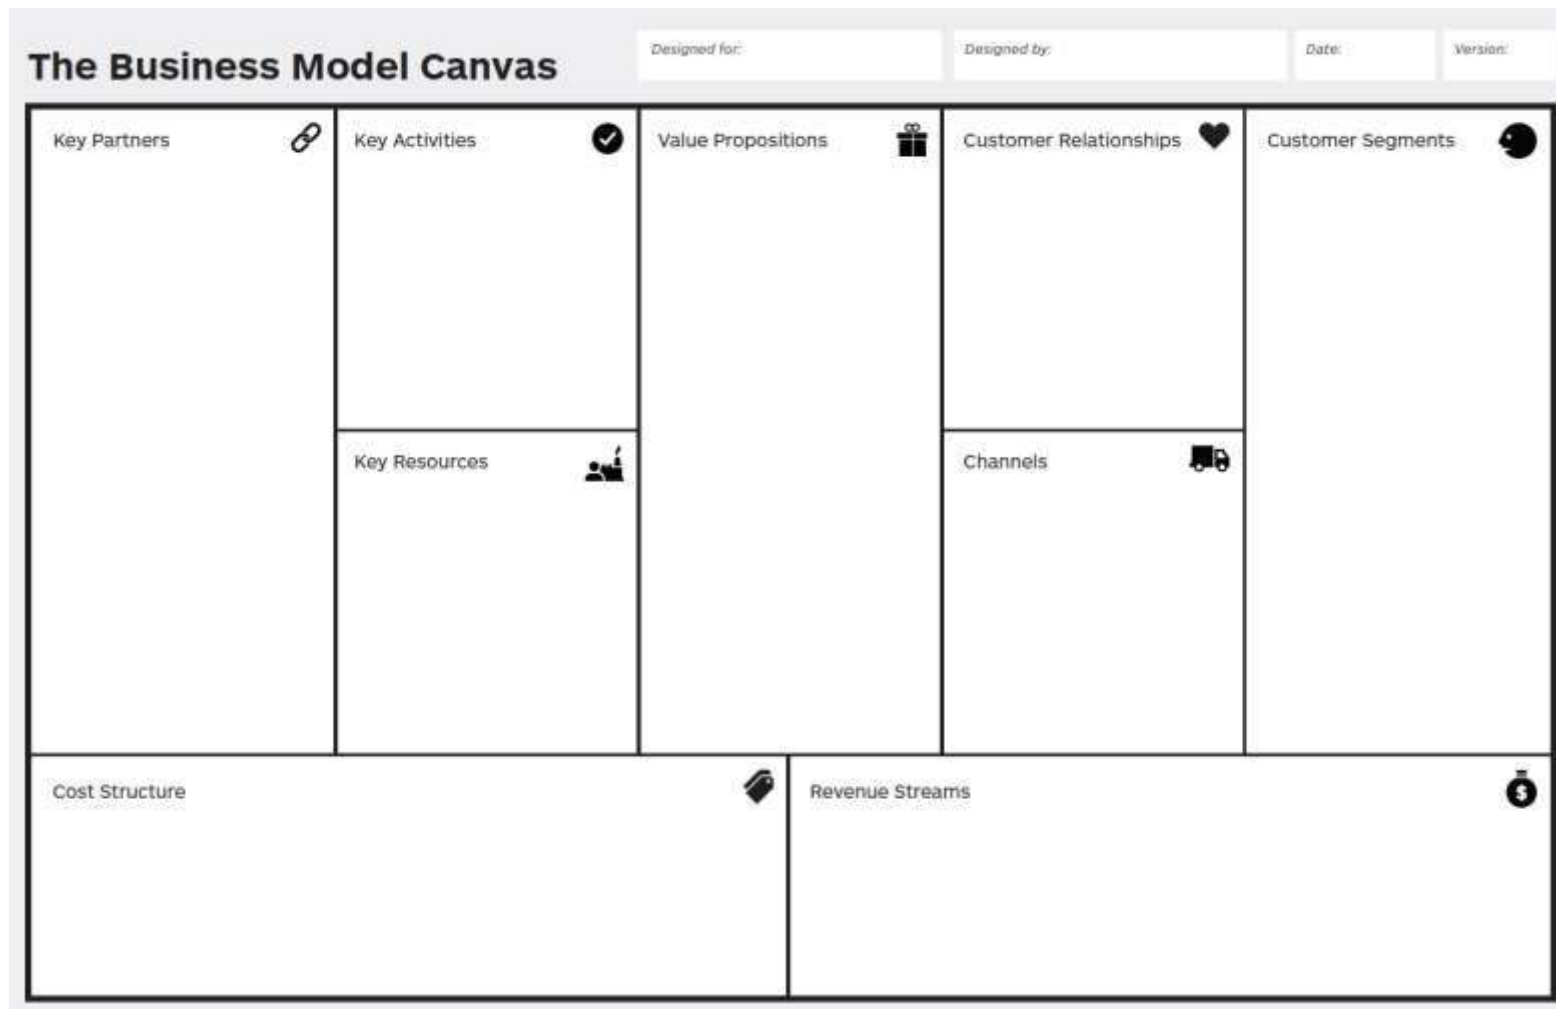 The Business Model Canvas
Designed for:
Designed by:
Date:
Version:
Key Partners
Key Activities
Value Propositions
Customer Relationships
Customer Segments
Key Resources
Channels
Cost Structure
Revenue Streams
$